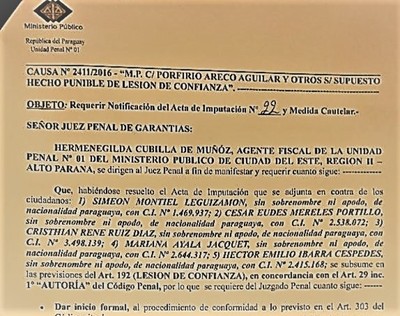 Ministerio Público
República del Paraguay
Unidad Penal Nº 01
CAUSA Nº 2411/2016 - “M.P. C/ PORFIRIO ARECO AGUILAR Y OTROS S/ SUPUESTO
HECHO PUNIBLE DE LESION DE CONFIANZA”.
OBJETO: Requerir Notificación del Acta de Imputación Nº 22 y Medida Cautelar.
SEÑOR JUEZ PENAL DE GARANTIAS:
HERMENEGILDA CUBILLA DE MUÑOZ, AGENTE FISCAL DE LA UNIDAD
PENAL Nº 01 DEL MINISTERIO PUBLICO DE CIUDAD DEL ESTE, REGION II –
ALTO PARANA, se dirigen al Juez Penal a fin de manifestar y requerir cuanto sigue:
Que, habiéndose resuelto el Acta de Imputación que se adjunta en contra de los
ciudadanos: 1) SIMEON MONTIEL LEGUIZAMON, sin sobrenombre ni apodo, de
nacionalidad paraguaya, con C.I. Nº 1.469.937; 2) CESAR EUDES MERELES PORTILLO,
sin sobrenombre ni apodo, de nacionalidad paraguaya, con C.I. Nº 2.538.072; 3)
CRISTHIAN RENE RUIZ DIAZ, sin sobrenombre ni apodo, de nacionalidad paraguaya, con
C.I. Nº 3.498.139; 4) MARIANA AYALA JACQUET, sin sobrenombre ni apodo, de
nacionalidad paraguaya, con C.I. Nº 2.644.317; 5) HECTOR EMILIO IBARRA CESPEDES,
sin sobrenombre ni apodo, de nacionalidad paraguaya, con C.I. Nº 2.415.168; se subsume en
las previsiones del Art. 192 (LESION DE CONFIANZA), en concordancia con el Art. 29 inc.
1° “AUTORÍA” del Código Penal, por lo que se requiere del Juzgado Penal cuanto sigue:
• Dar inicio formal, al procedimiento de conformidad a lo previsto en el Art. 303 del